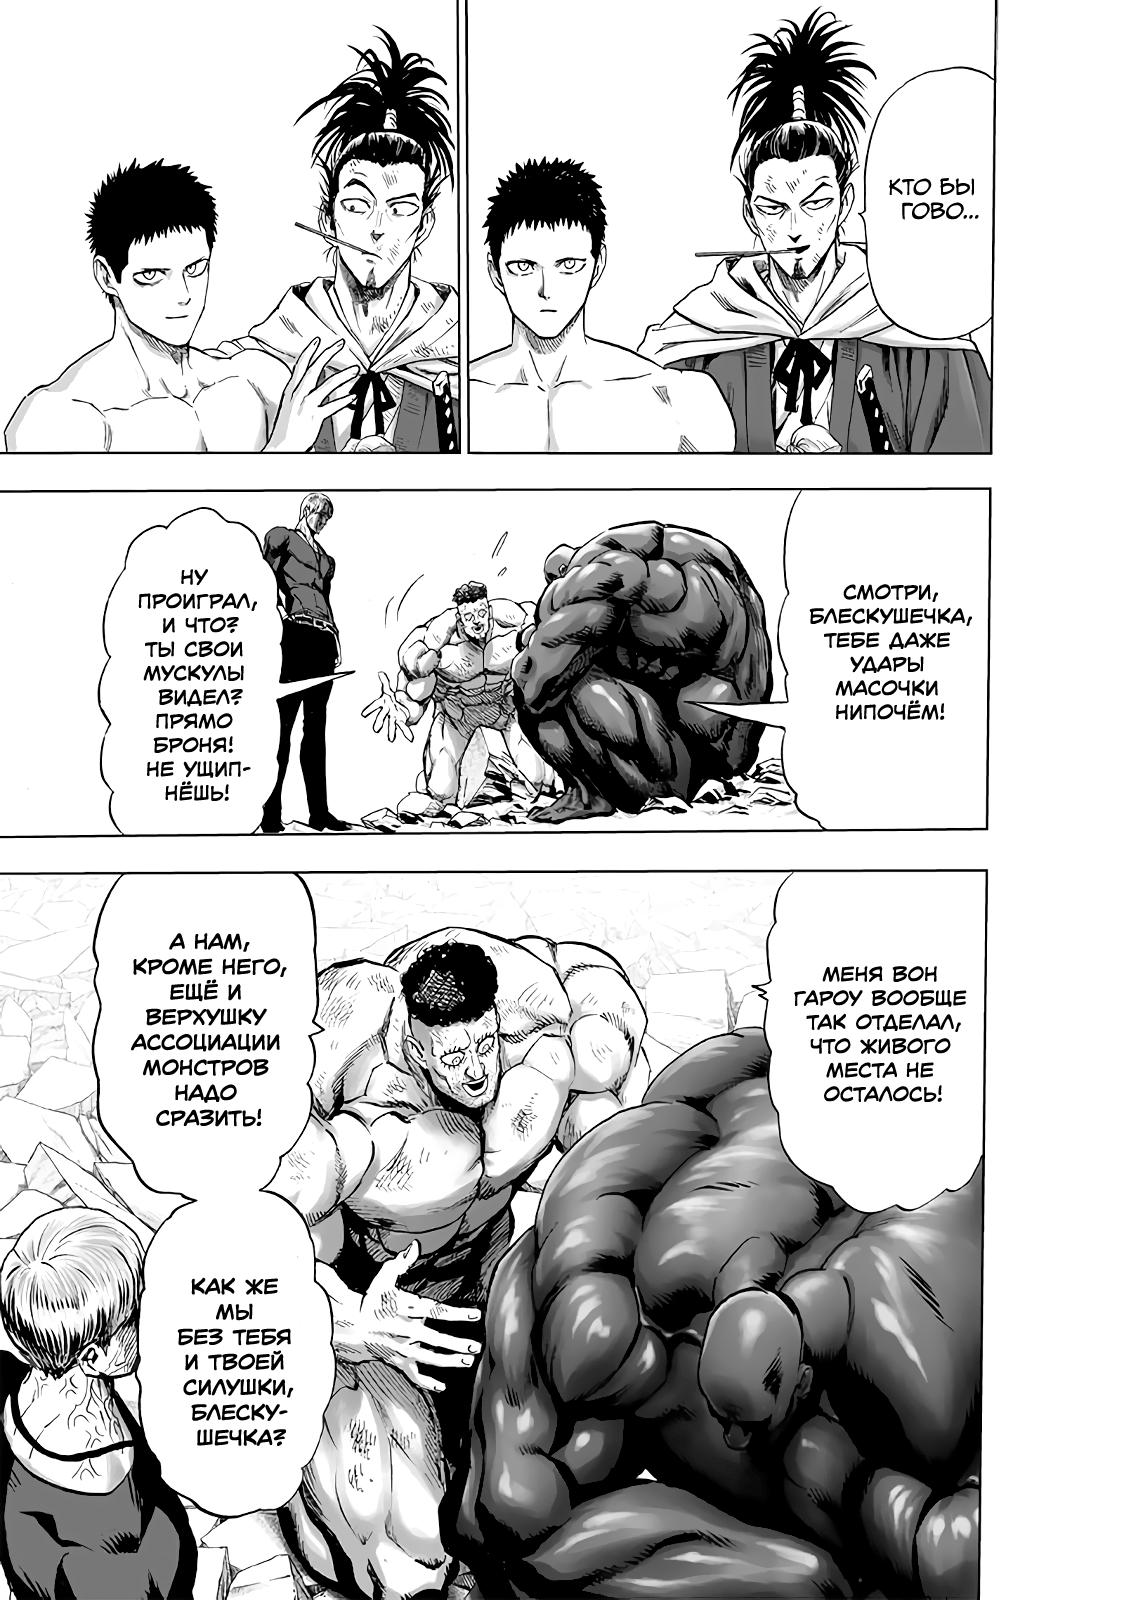 КТО БЫ
ГОВО...
СМОТРИ,
БЛЕСКУШЕЧКА,
ТЕБЕ ДАЖЕ
УДАРЫ
МАСОЧКИ
НИПОЧЁМ!
НУ
ПРОИГРАЛ,
И ЧТО?
ТЫ СВОИ
МУСКУЛЫ
ВИДЕЛ?
ПРЯМО
БРОНЯ!
НЕ УЩИП-
НЁШЬ!
МЕНЯ ВОН
ГАРОУ ВООБЩЕ
ТАК ОТДЕЛАЛ,
ЧТО ЖИВОГО
МЕСТА НЕ
ОСТАЛОСЬ!
А НАМ,
КРОМЕ НЕГО,
ЕЩЁ И
ВЕРХУШКУ
АССОЦИАЦИИ
МОНСТРОВ
НАДО
СРАЗИТЬ!
КАК ЖЕ
МЫ
БЕЗ ТЕБЯ
И ТВОЕЙ
СИЛУШКИ,
БЛЕСКУ-
ШЕЧКА?